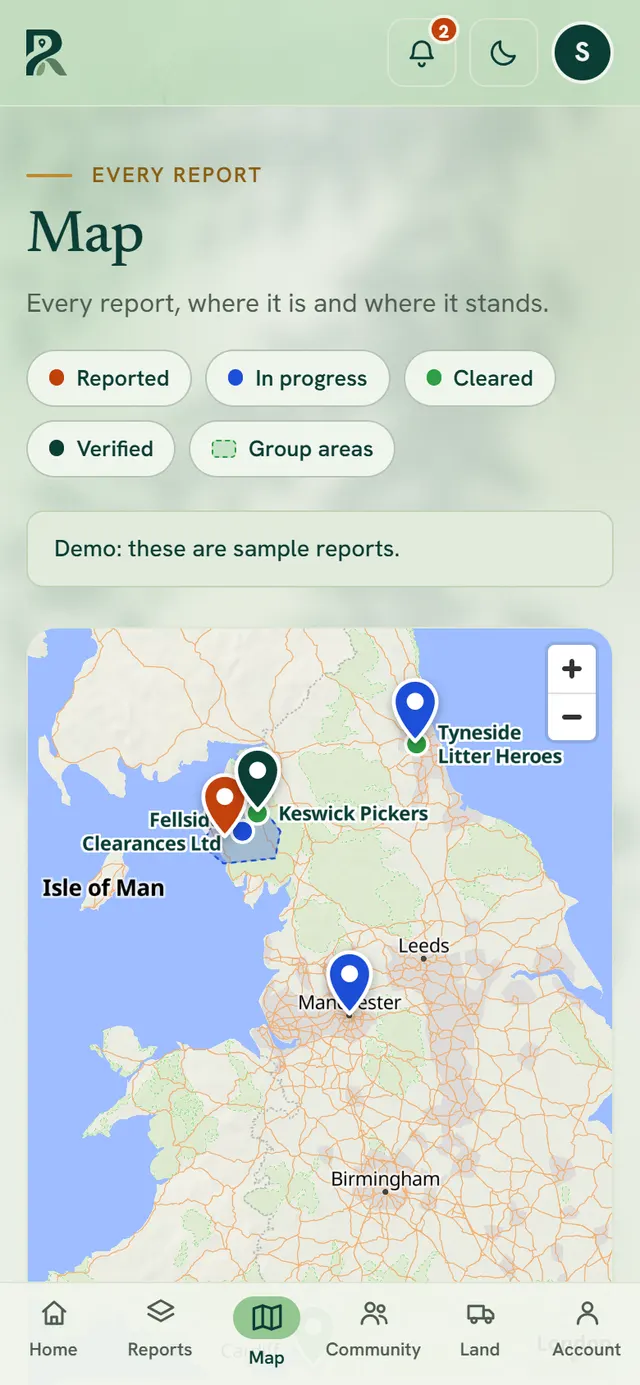 2
S
EVERY REPORT
Map
Every report, where it is and where it stands.
Reported
In progress
Cleared
Verified
Group areas
Demo: these are sample reports.
+
−
Tyneside
Litter Heroes
Keswick Pickers
Clearances Ltd
Isle of Man
Leeds
Birmingham
Home
Reports
Map
Community
Land
Account